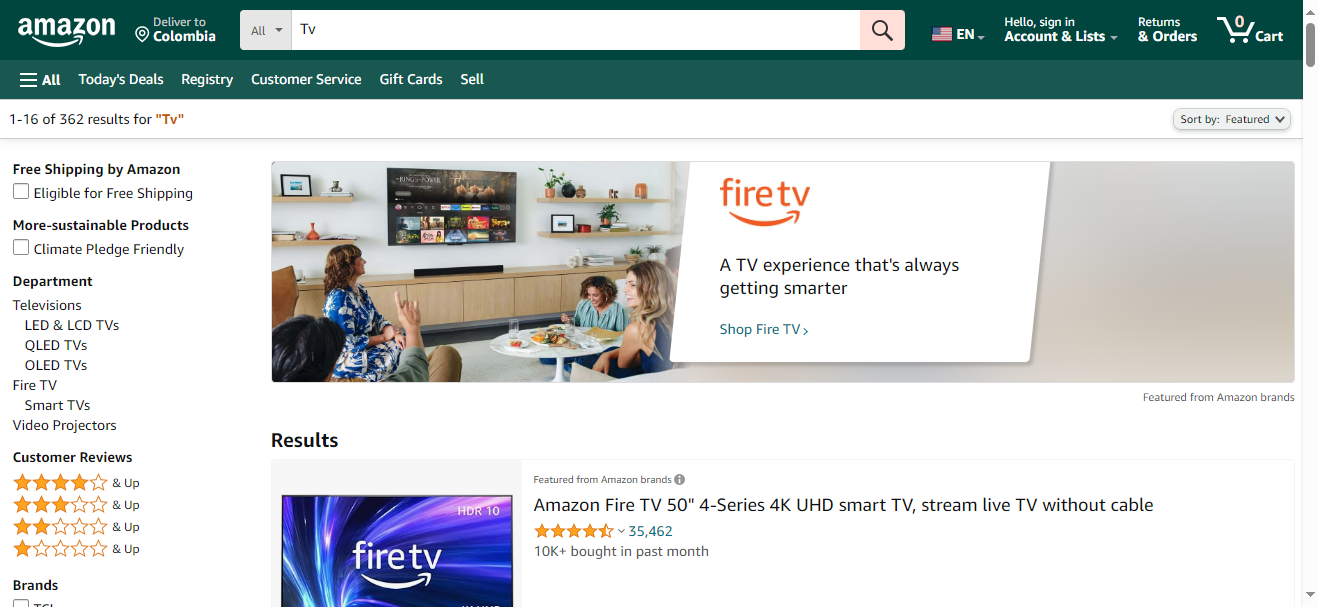 amazon
Deliver to
Colombia
All
Tv
EN
Hello, sign in
Account & Lists
Returns
& Orders
0
Cart
All
Today's Deals
Registry
Customer Service
Gift Cards
Sell
1-16 of 362 results for "Tv"
Sort by: Featured
Free Shipping by Amazon
Eligible for Free Shipping
More-sustainable Products
Climate Pledge Friendly
Department
Televisions
LED & LCD TVs
QLED TVs
OLED TVs
Fire TV
Smart TVs
Video Projectors
Customer Reviews
& Up
& Up
& Up
& Up
Brands
fire tv
A TV experience that's always
getting smarter
Shop Fire TV ›
Featured from Amazon brands
Results
HDR 10
fire tv
Featured from Amazon brands
Amazon Fire TV 50" 4-Series 4K UHD smart TV, stream live TV without cable
35,462
10K+ bought in past month